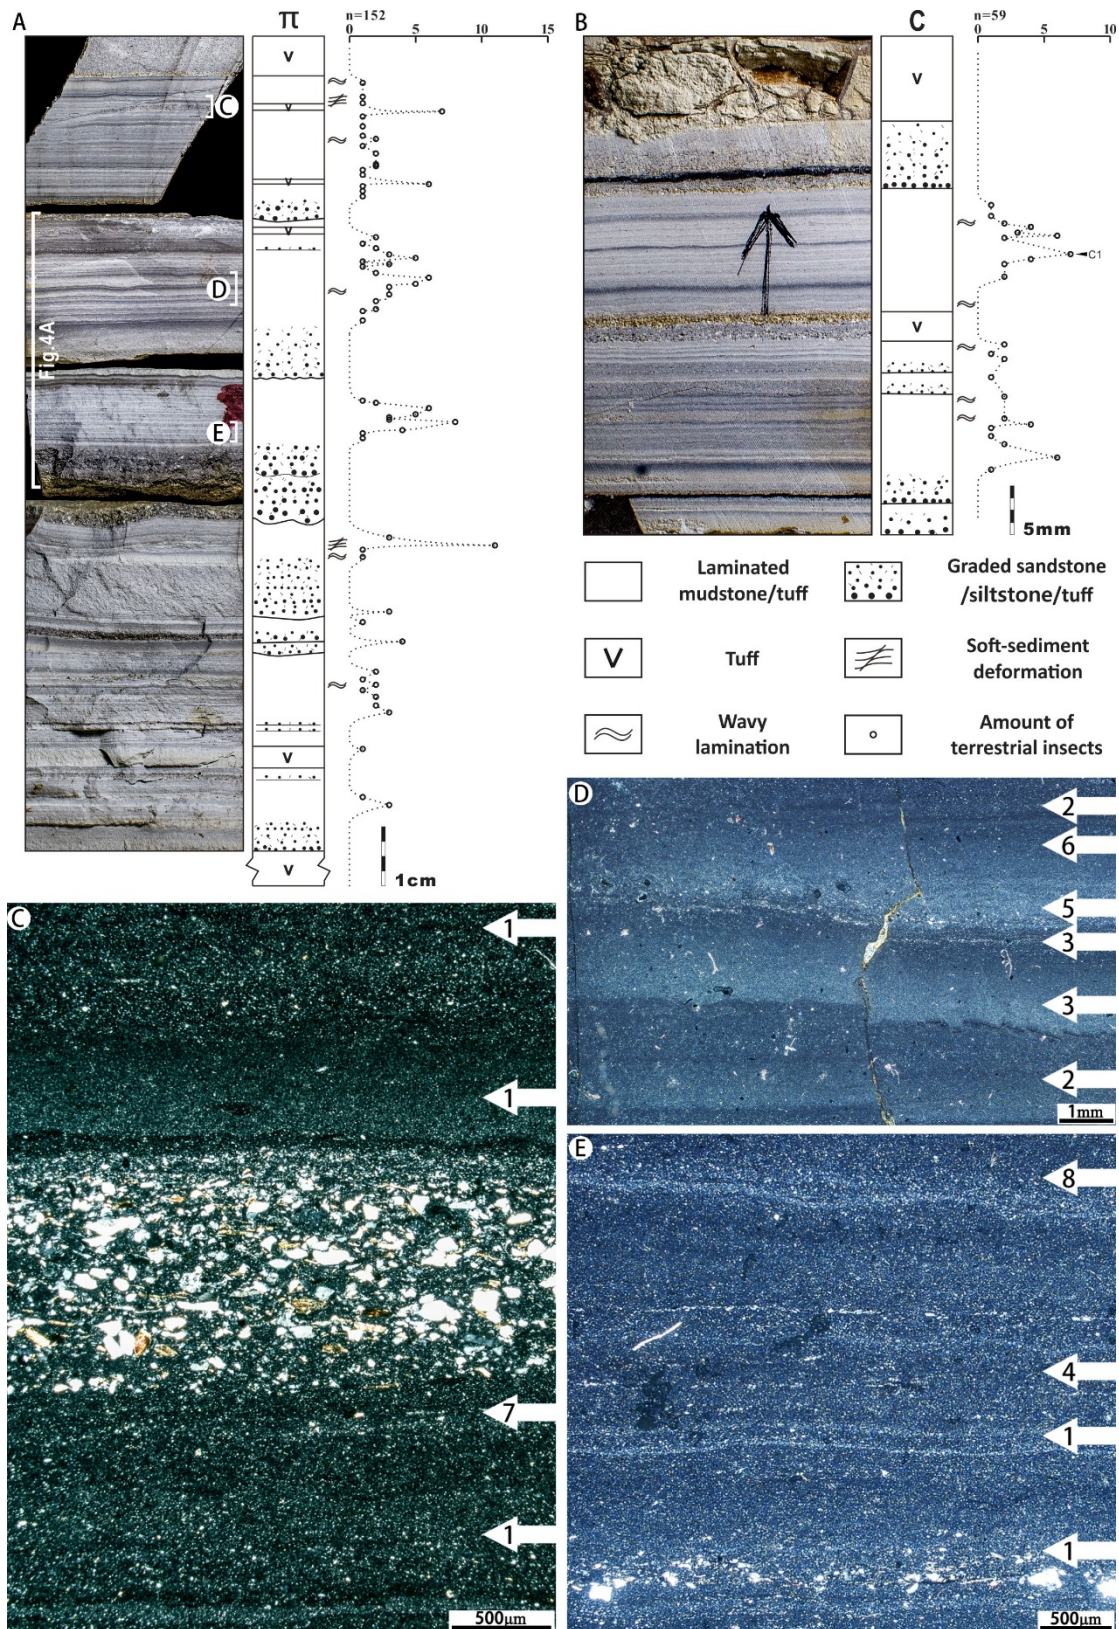 A
π
n=152
0
5
10
15
V
C
V
V
V
D
Fig.4A
E
V
V
1cm
B
C
n=59
0
5
10
V
C1
V
5mm
Laminated
mudstone/tuff
Graded sandstone
/siltstone/tuff
V
Tuff
Soft-sediment
deformation
Wavy
lamination
Amount of
terrestrial insects
C
1
1
7
1
500μm
D
2
6
5
3
3
2
1mm
E
8
4
1
1
500μm